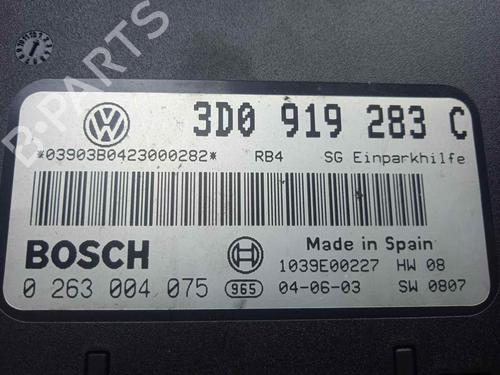 B-PARTS
3D0 919 283 C
*03903B0423000282* RB4 SG Einparkhilfe
BOSCH
Made in Spain
1039E00227 HW 08
0 263 004 075 965 04-06-03 SW 0807